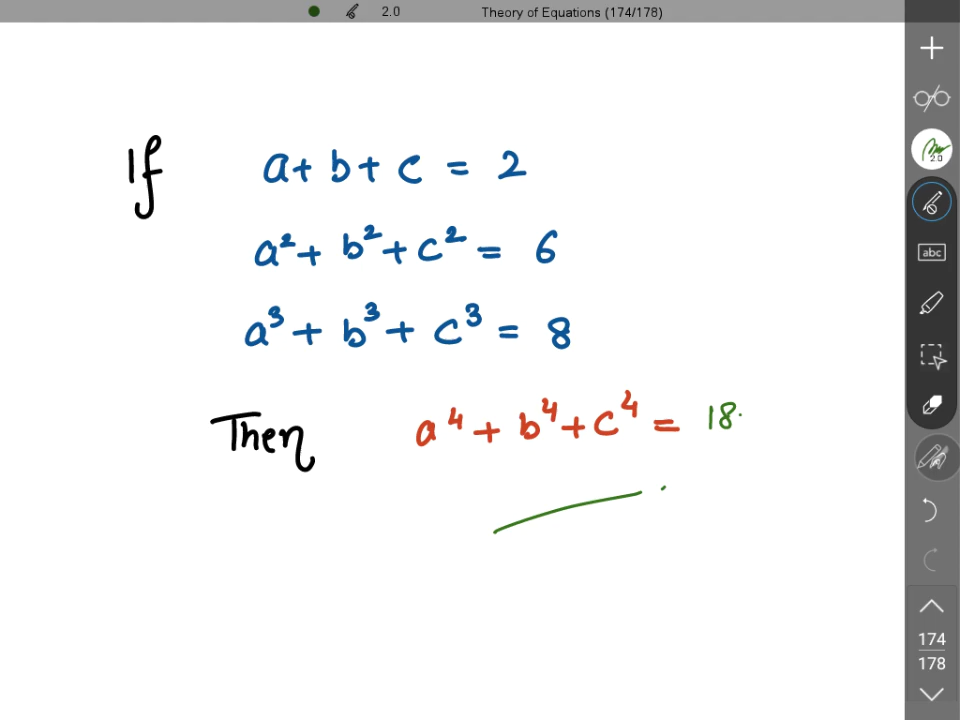 2.0 Theory of Equations (174/178)
If a + b + c = 2
a² + b² + c² = 6
a³ + b³ + c³ = 8
Then a⁴ + b⁴ + c⁴ = 18.
2.0
abc
174
178